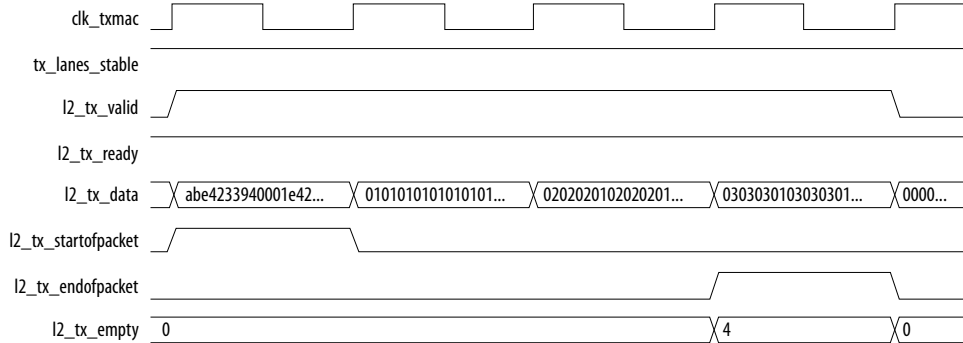 clk_txmac
tx_lanes_stable
l2_tx_valid
l2_tx_ready
l2_tx_data abe4233940001e42... 0101010101010101... 0202020102020201... 0303030103030301... 0000...
l2_tx_startofpacket
l2_tx_endofpacket
l2_tx_empty 0 4 0